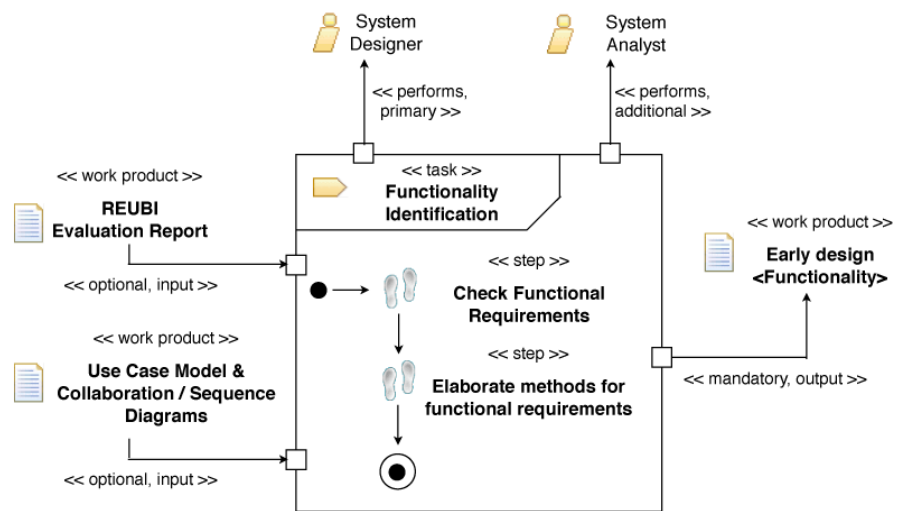 System
Designer
System
Analyst
<< performs,
primary >>
<< performs,
additional >>
<< work product >>
REUBI
Evaluation Report
<< optional, input >>
<< task >>
Functionality
Identification
<< work product >>
Early design
<Functionality>
<< step >>
Check Functional
Requirements
<< work product >>
Use Case Model &
Collaboration / Sequence
Diagrams
<< step >>
Elaborate methods for
functional requirements
<< mandatory, output >>
<< optional, input >>